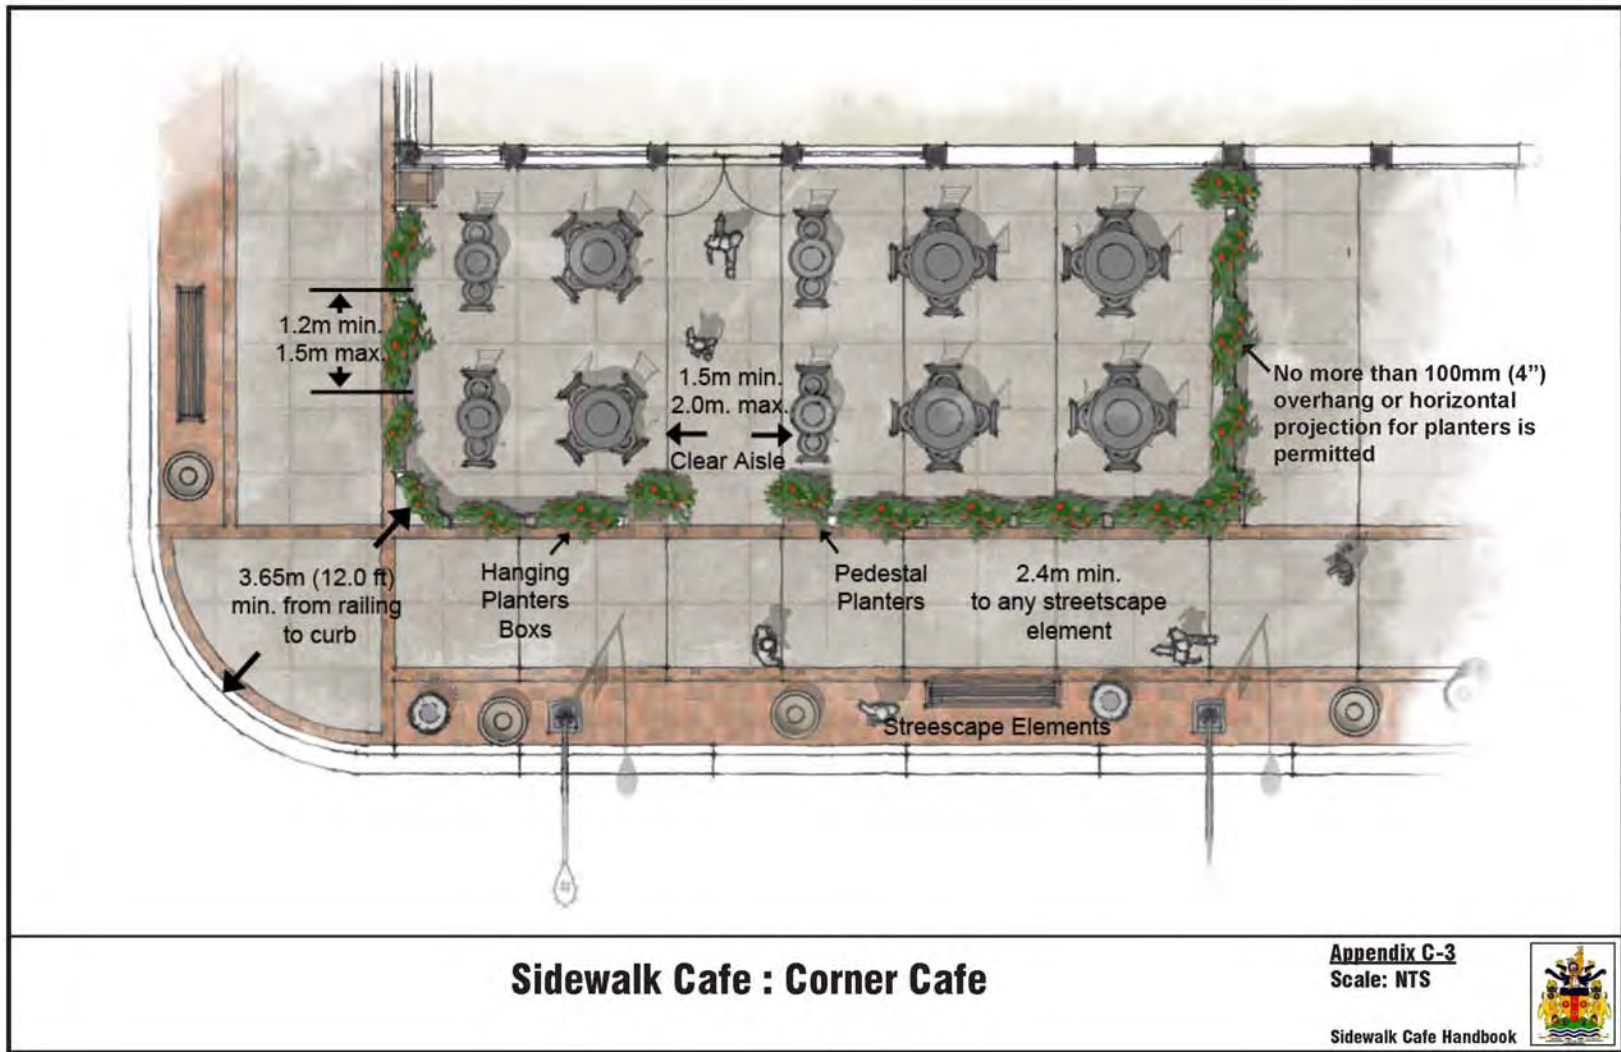 1.2m min.
1.5m max.
1.5m min.
2.0m. max.
Clear Aisle
No more than 100mm (4")
overhang or horizontal
projection for planters is
permitted
3.65m (12.0 ft)
min. from railing
to curb
Hanging
Planters
Boxs
Pedestal
Planters
2.4m min.
to any streetscape
element
Streescape Elements
Sidewalk Cafe : Corner Cafe
Appendix C-3
Scale: NTS
Sidewalk Cafe Handbook